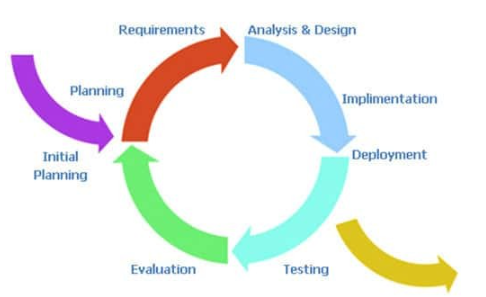 Requirements
Analysis & Design
Planning
Implimentation
Initial
Planning
Deployment
Evaluation
Testing